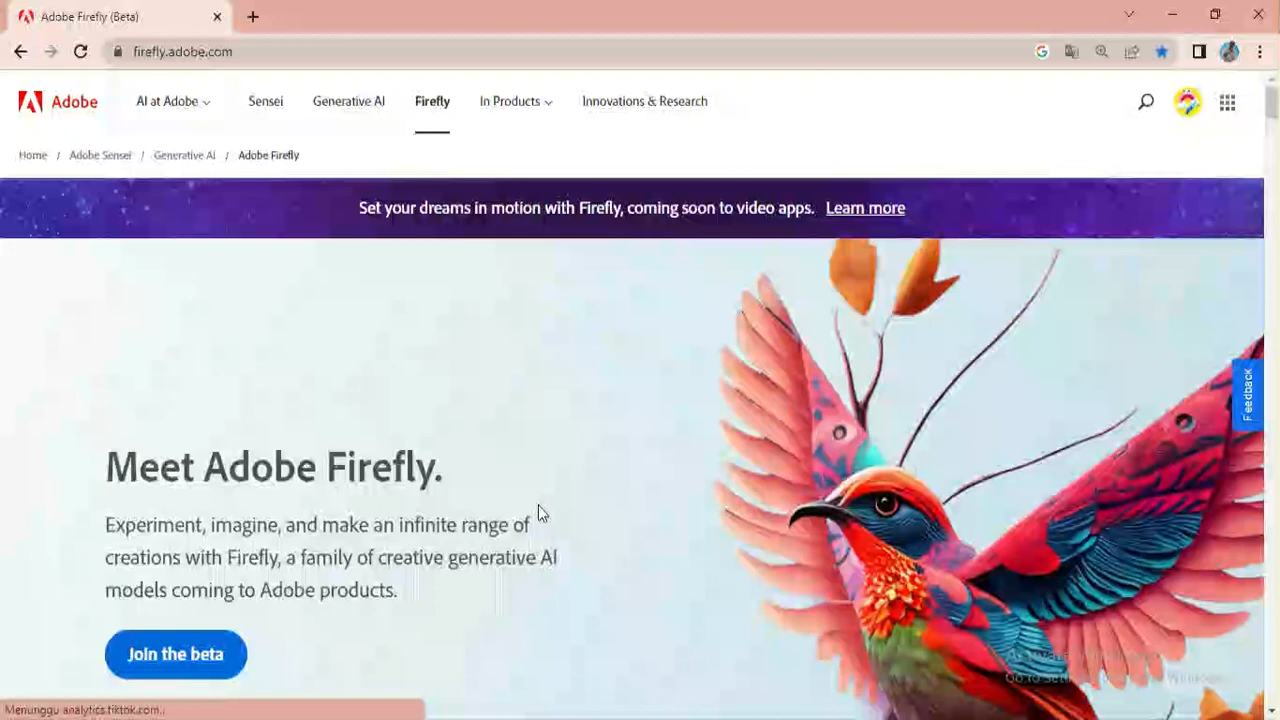 Adobe Firefly (Beta)
firefly.adobe.com
Adobe
AI at Adobe
Sensei
Generative AI
Firefly
In Products
Innovations & Research
Home / Adobe Sensei / Generative AI / Adobe Firefly
Set your dreams in motion with Firefly, coming soon to video apps. Learn more
Feedback
Meet Adobe Firefly.
Experiment, imagine, and make an infinite range of
creations with Firefly, a family of creative generative AI
models coming to Adobe products.
Join the beta
Menunggu analytics.tiktok.com...